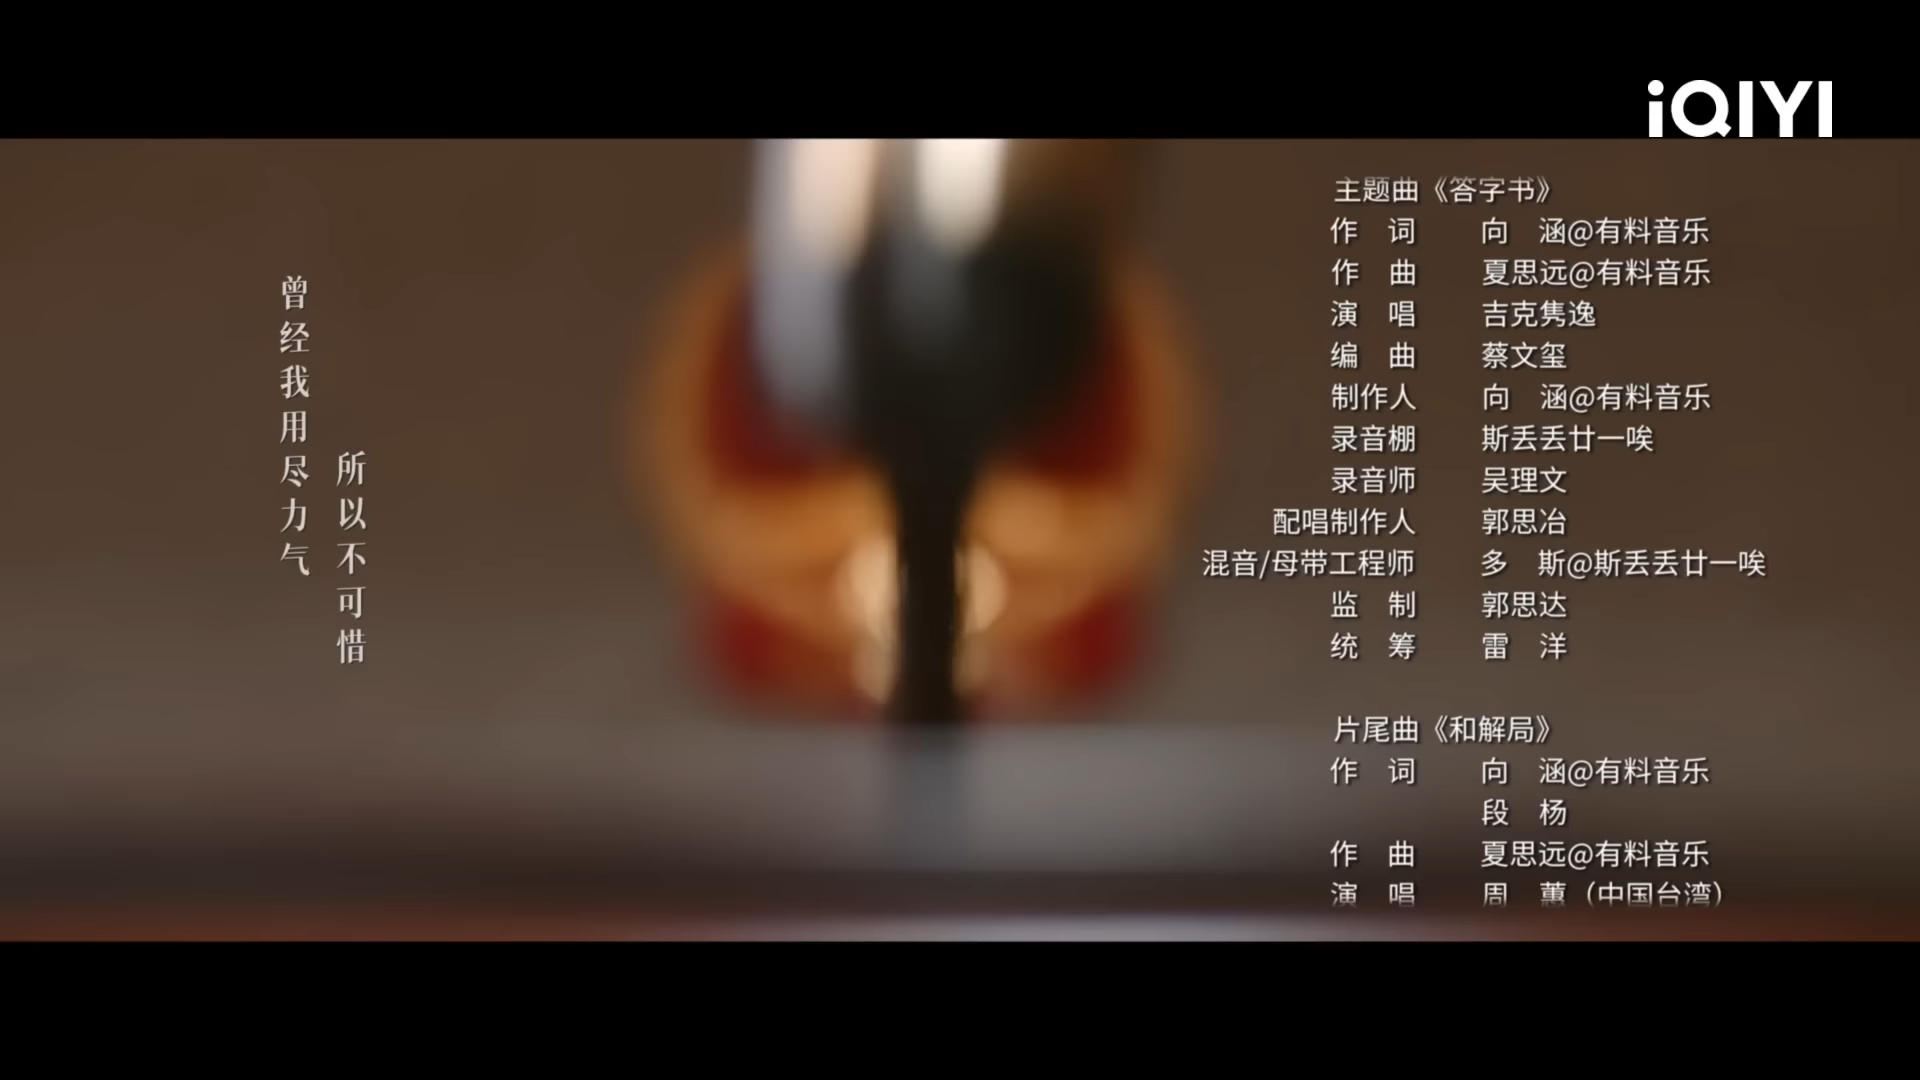 iQIYI
曾经我用尽力气
所以不可惜
主题曲《答字书》
作 词 向 涵@有料音乐
作 曲 夏思远@有料音乐
演 唱 吉克隽逸
编 曲 蔡文玺
制作人 向 涵@有料音乐
录音棚 斯丢丢廿一唉
录音师 吴理文
配唱制作人 郭思冶
混音/母带工程师 多 斯@斯丢丢廿一唉
监 制 郭思达
统 筹 雷 洋
片尾曲《和解局》
作 词 向 涵@有料音乐
段 杨
作 曲 夏思远@有料音乐
演 唱 周 蕙（中国台湾）